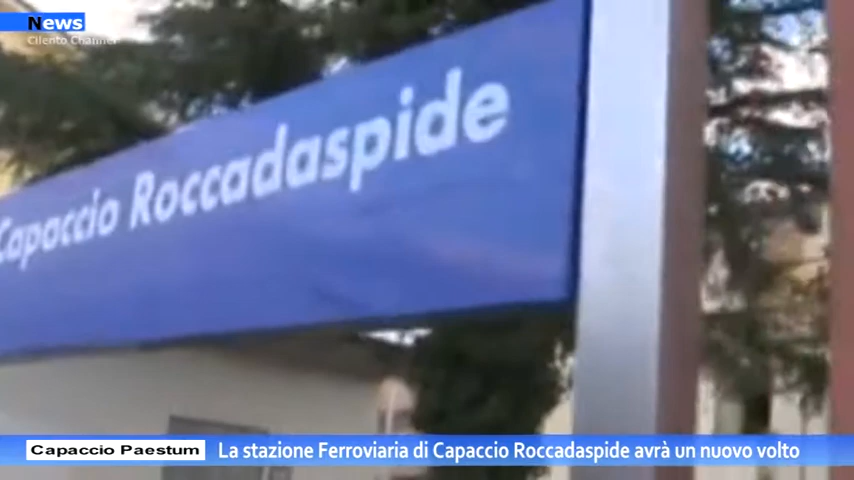 News
Cilento Channel
Capaccio Roccadaspide
Capaccio Paestum
La stazione Ferroviaria di Capaccio Roccadaspide avrà un nuovo volto